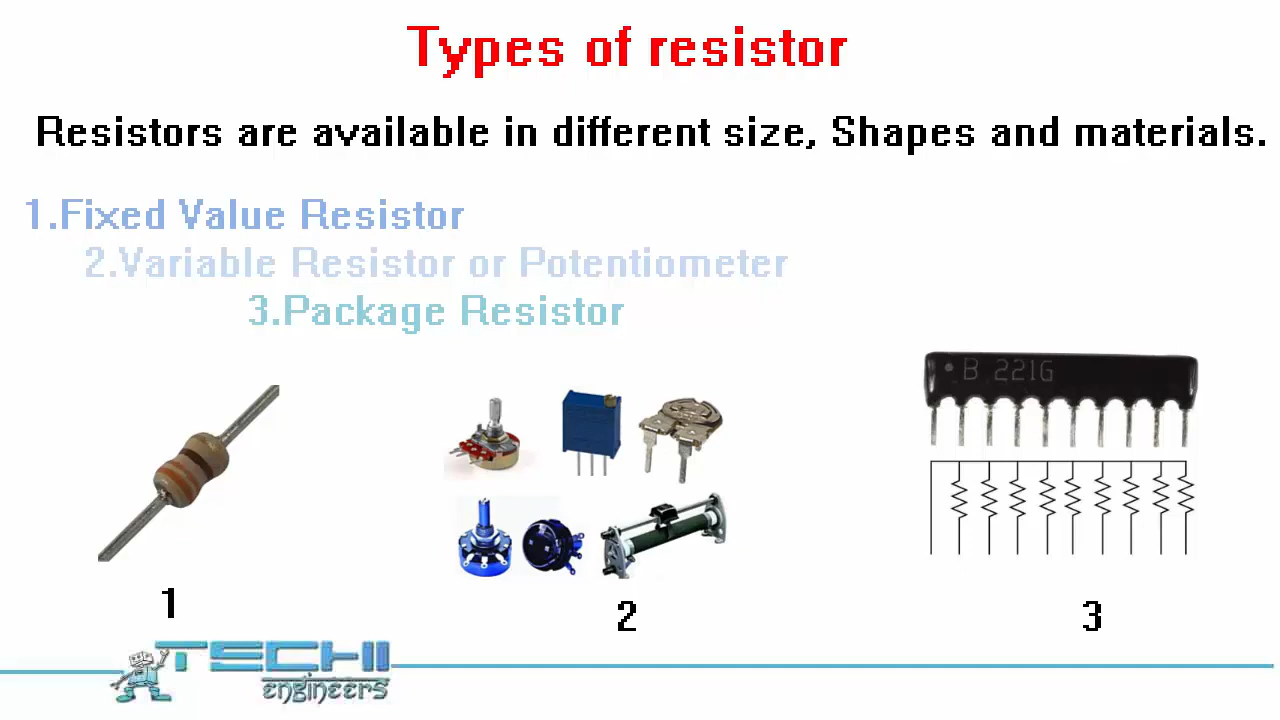 Types of resistor
Resistors are available in different size, Shapes and materials.
1.Fixed Value Resistor
2.Variable Resistor or Potentiometer
3.Package Resistor
B 221G
1
2
3
TECHII
engineers